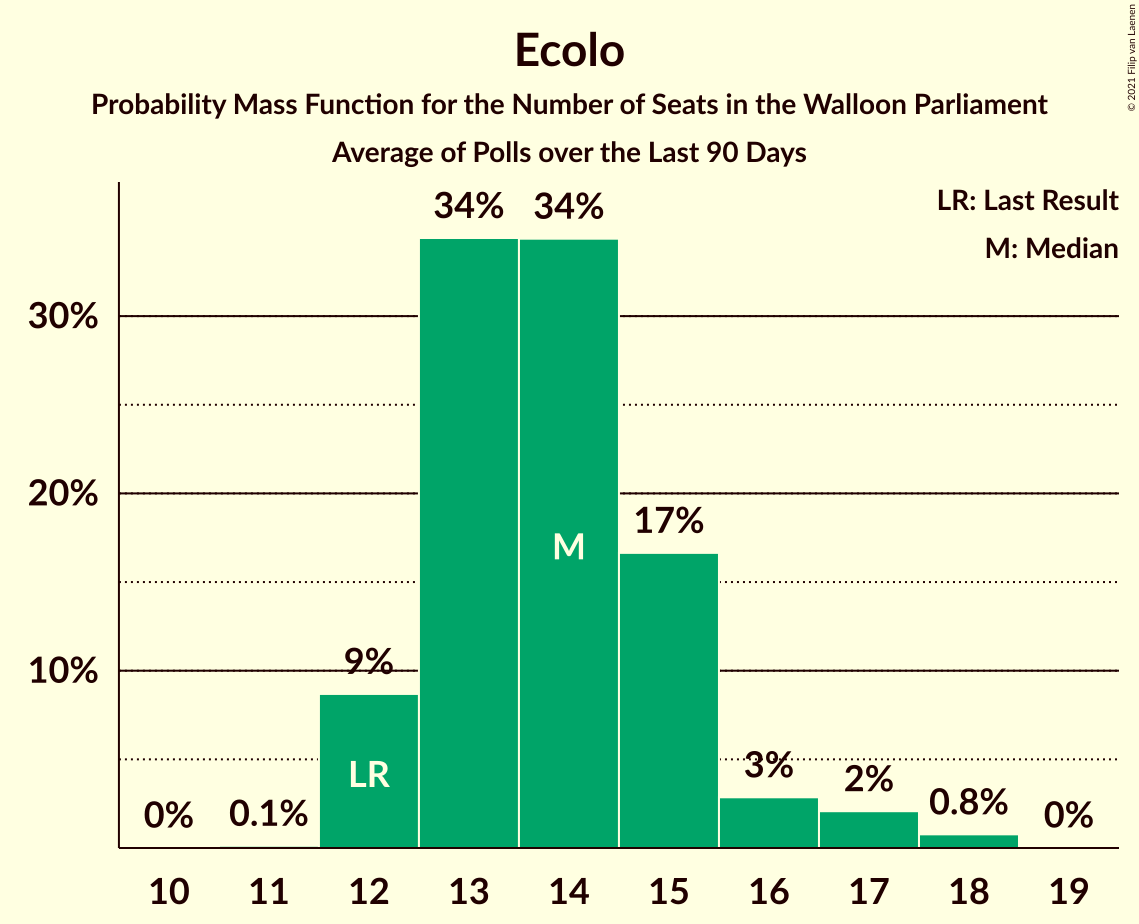 Ecolo
Probability Mass Function for the Number of Seats in the Walloon Parliament
Average of Polls over the Last 90 Days
© 2021 Filip van Laenen
LR: Last Result
M: Median
34% 34%
30%
20%
17%
M
10%
9%
LR
3%
2%
0.8%
0% 0.1% 0%
10 11 12 13 14 15 16 17 18 19